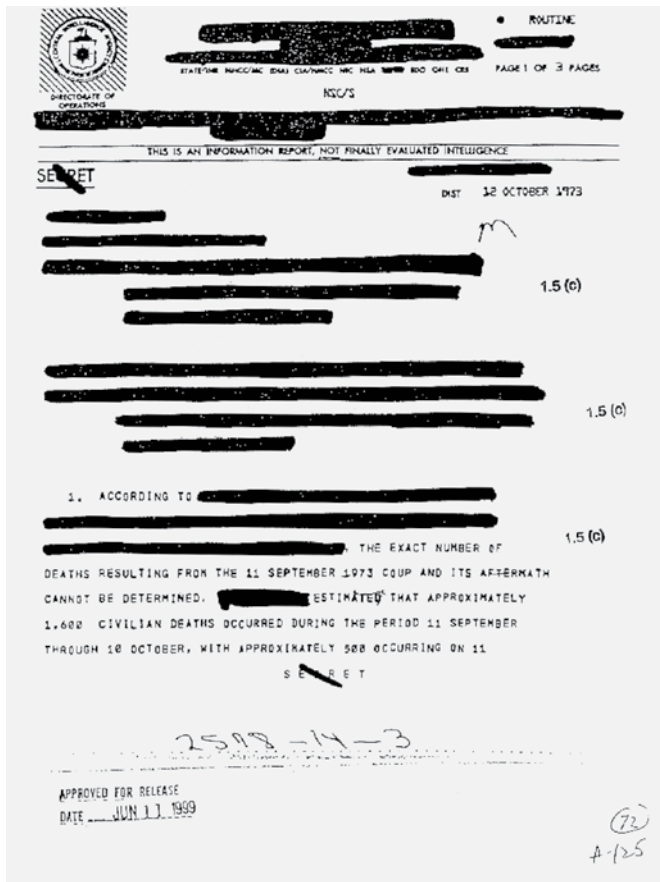 • ROUTINE
STATE/INR NMCC/MC (DIA) CIA/NMCC NIC NSA SDO ONE CRS
PAGE 1 OF 3 PAGES
DIRECTORATE OF
OPERATIONS
NSC/S
THIS IS AN INFORMATION REPORT, NOT FINALLY EVALUATED INTELLIGENCE
SECRET
DIST 12 OCTOBER 1973
1.5 (c)
1.5 (c)
1. ACCORDING TO
1.5 (c)
, THE EXACT NUMBER OF
DEATHS RESULTING FROM THE 11 SEPTEMBER 1973 COUP AND ITS AFTERMATH
CANNOT BE DETERMINED. ESTIMATED THAT APPROXIMATELY
1,600 CIVILIAN DEATHS OCCURRED DURING THE PERIOD 11 SEPTEMBER
THROUGH 10 OCTOBER, WITH APPROXIMATELY 500 OCCURRING ON 11
S E C R E T
APPROVED FOR RELEASE
DATE JUN 11 1999
72
A-125